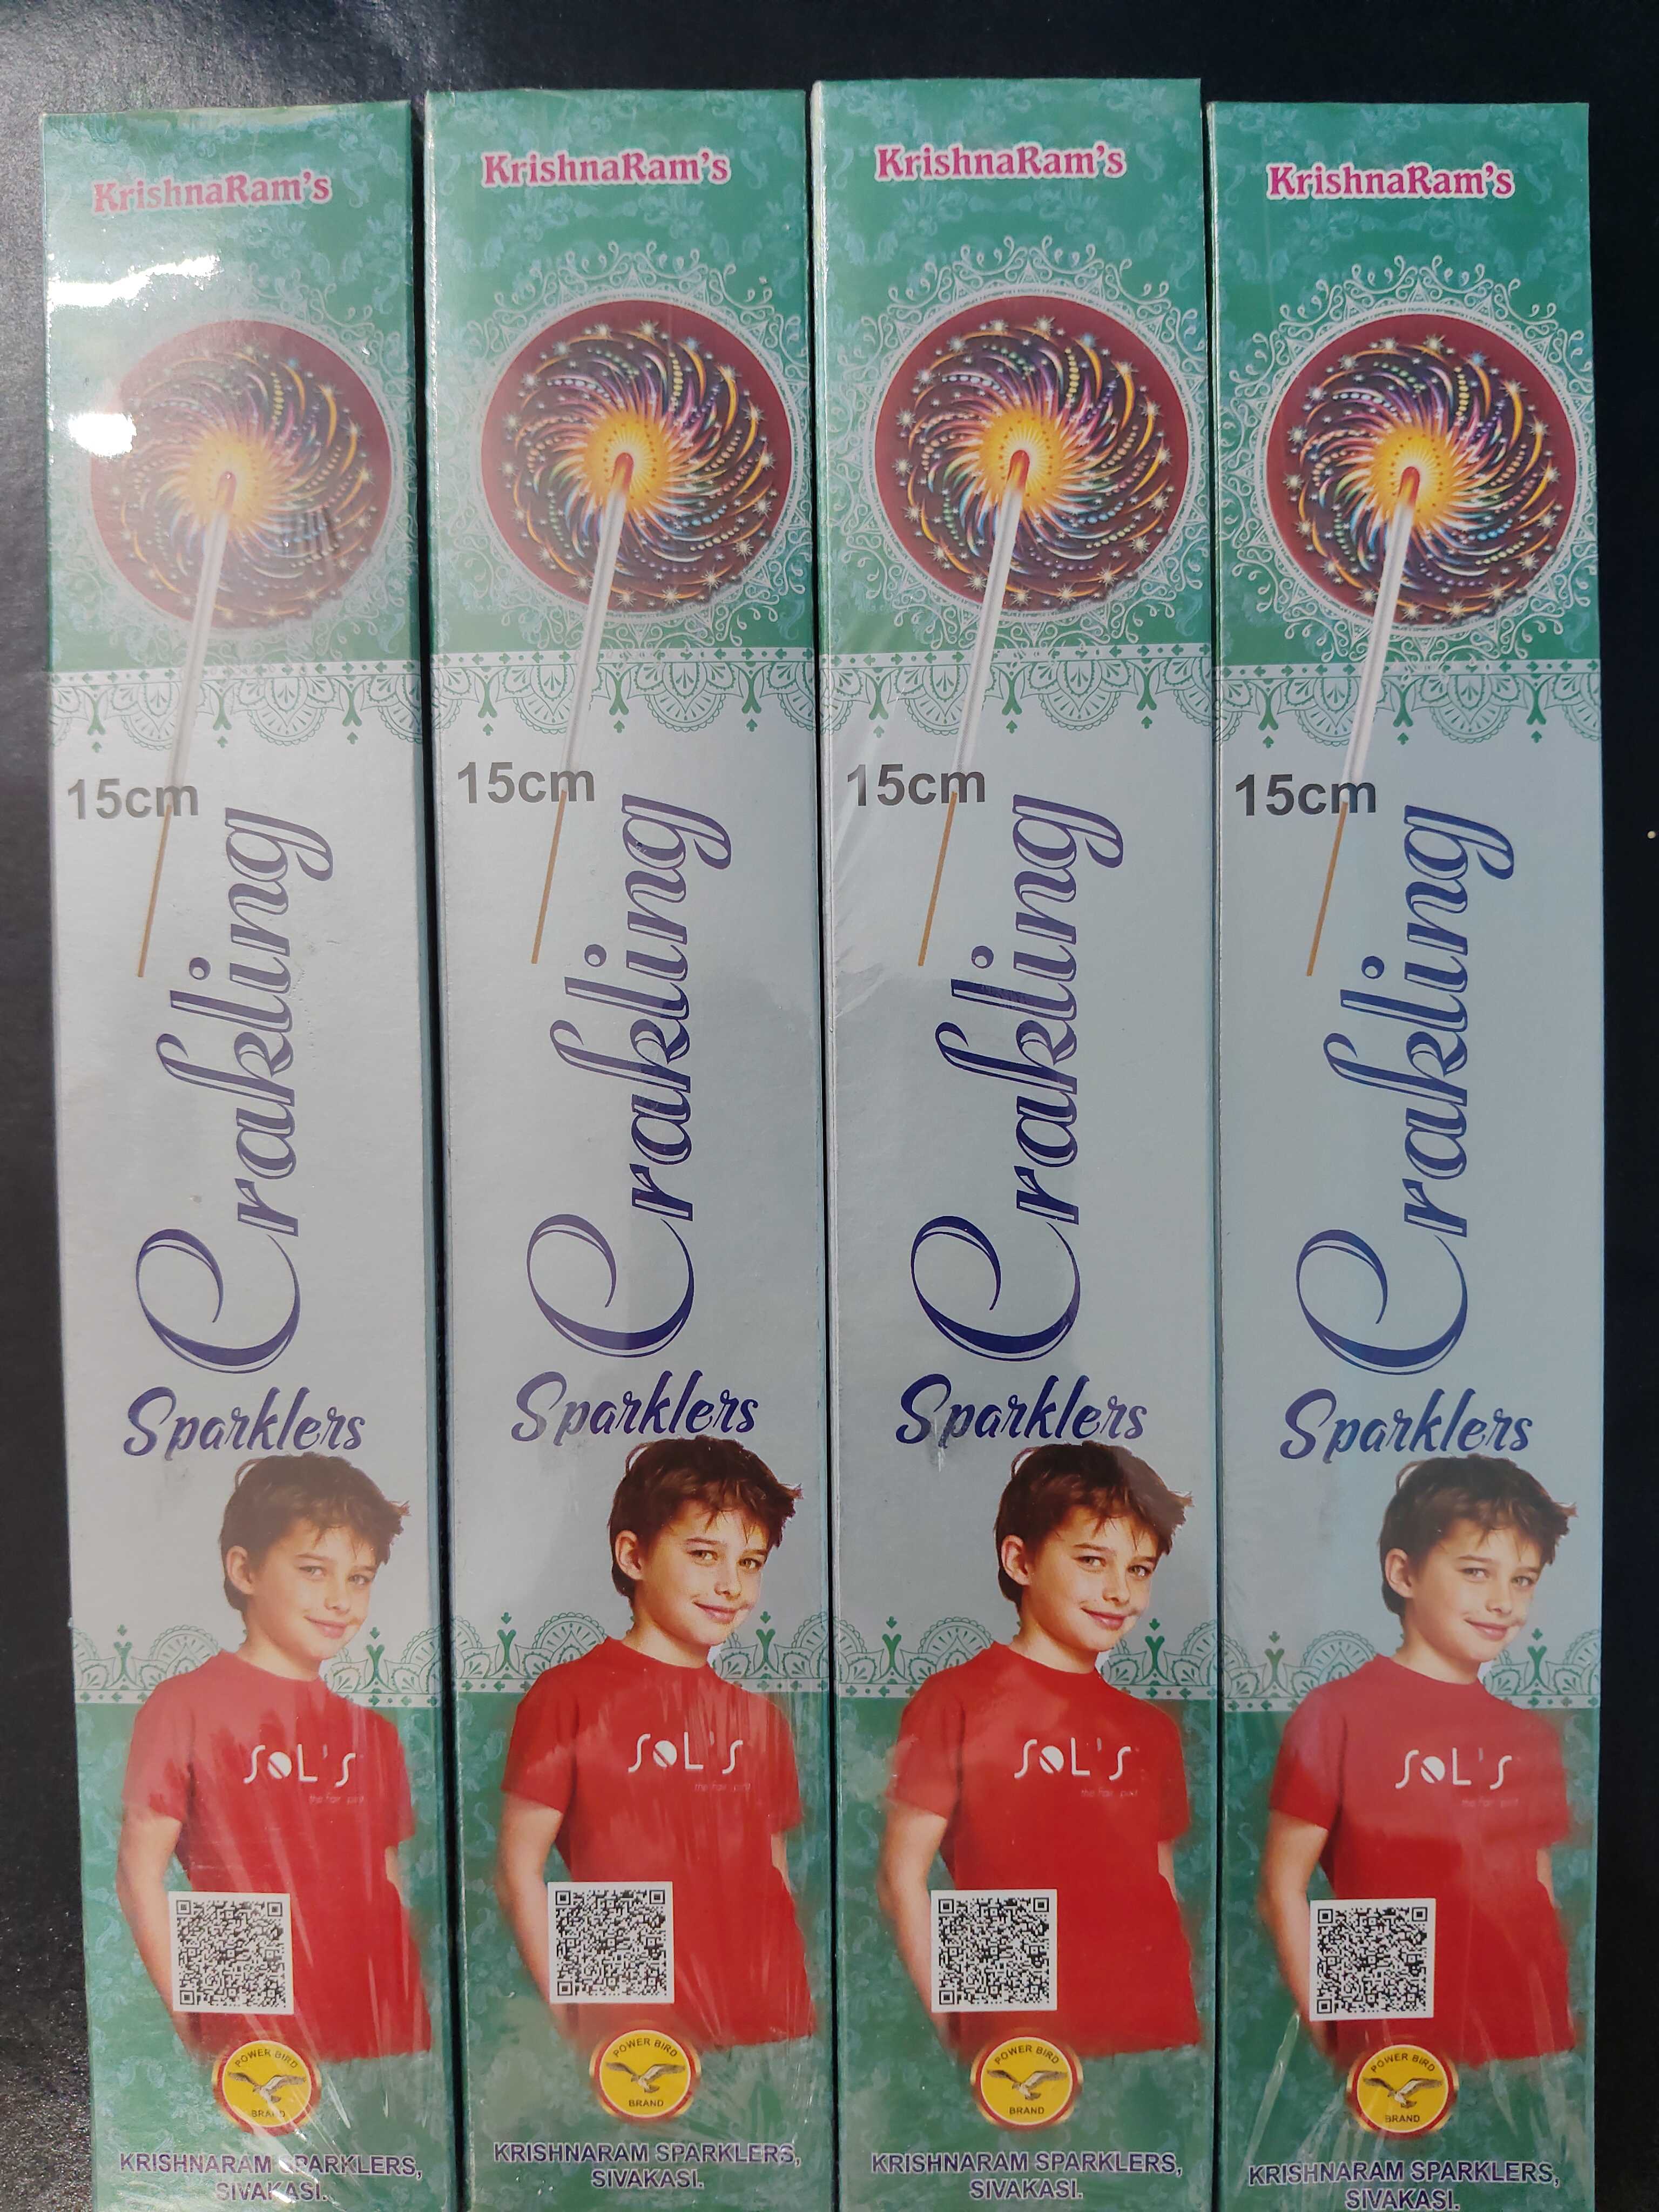 KrishnaRam's
15cm
Crakling
Sparklers
SOL'S
POWER BIRD
BRAND
KRISHNARAM SPARKLERS,
SIVAKASI.
KrishnaRam's
15cm
Crakling
Sparklers
SOL'S
POWER BIRD
BRAND
KRISHNARAM SPARKLERS,
SIVAKASI.
KrishnaRam's
15cm
Crakling
Sparklers
SOL'S
POWER BIRD
BRAND
KRISHNARAM SPARKLERS,
SIVAKASI.
KrishnaRam's
15cm
Crakling
Sparklers
SOL'S
POWER BIRD
BRAND
KRISHNARAM SPARKLERS,
SIVAKASI.